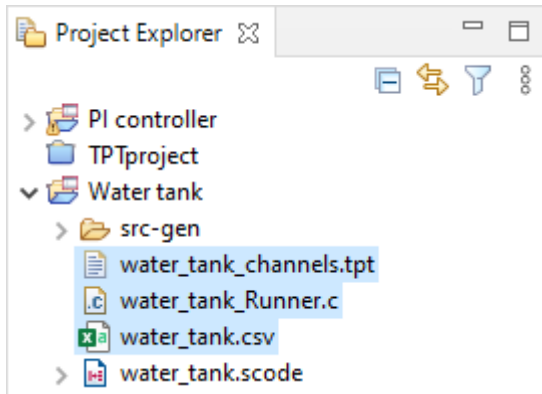 Project Explorer
PI controller
TPTproject
Water tank
src-gen
water_tank_channels.tpt
water_tank_Runner.c
water_tank.csv
water_tank.scode